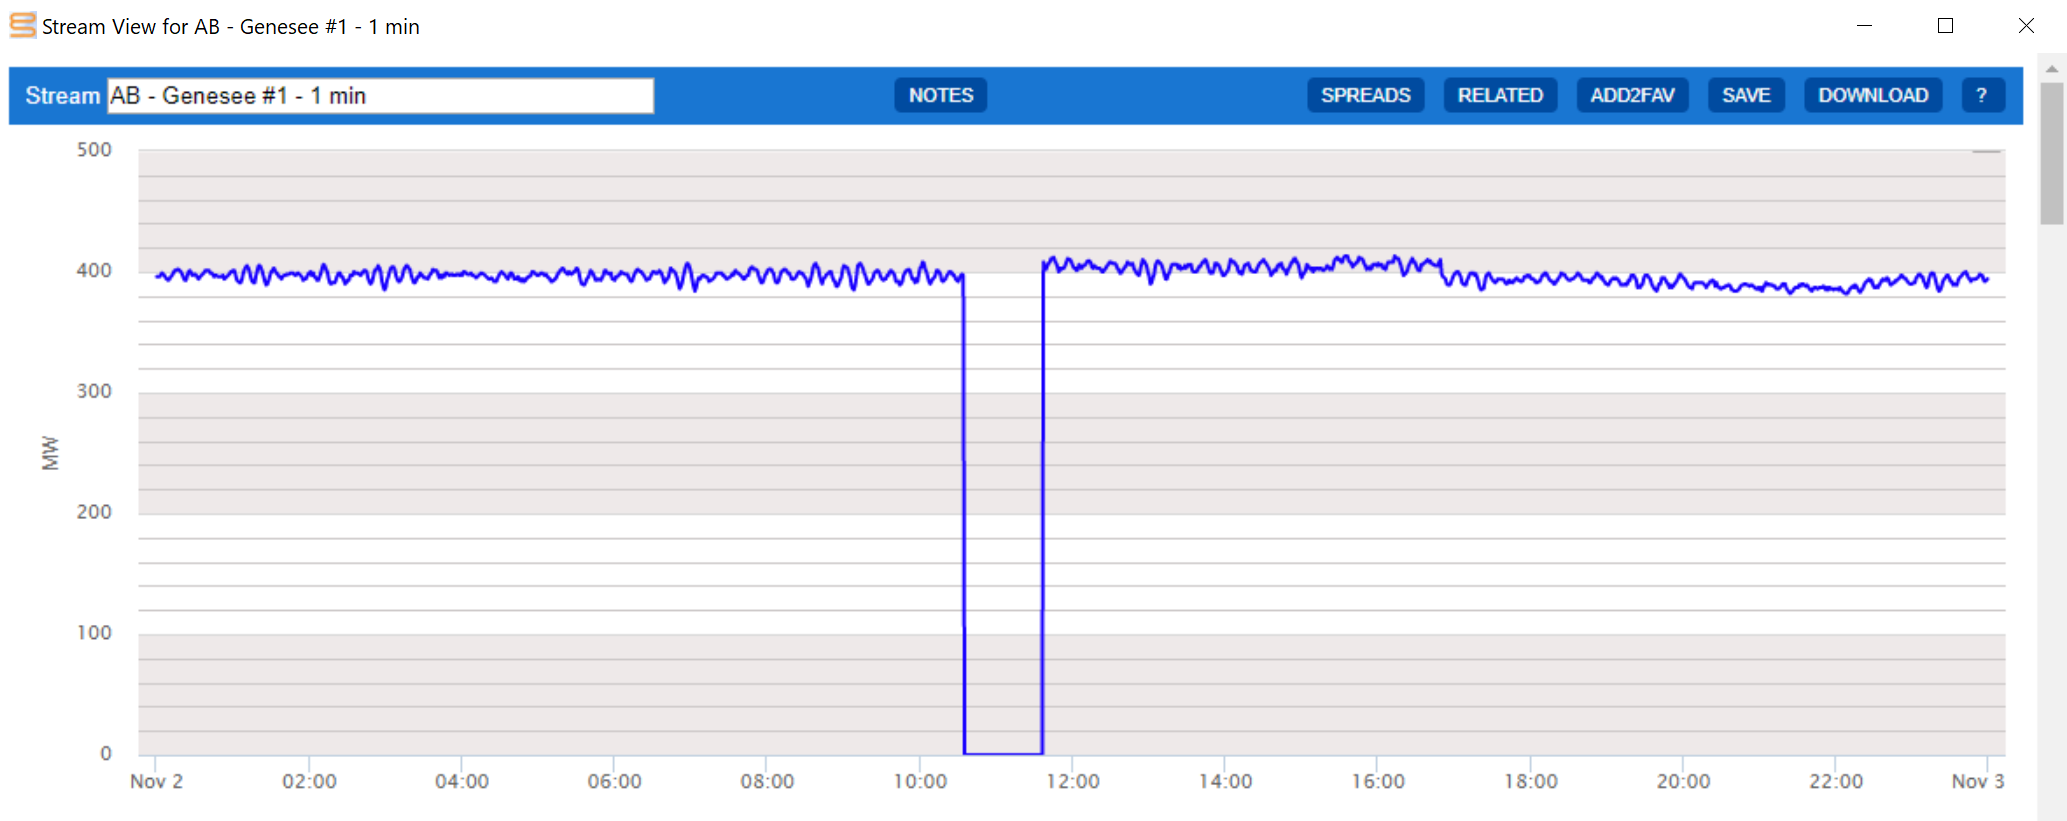 Stream View for AB - Genesee #1 - 1 min
Stream AB - Genesee #1 - 1 min NOTES SPREADS RELATED ADD2FAV SAVE DOWNLOAD ?
500
400
300
MW
200
100
0
Nov 2 02:00 04:00 06:00 08:00 10:00 12:00 14:00 16:00 18:00 20:00 22:00 Nov 3